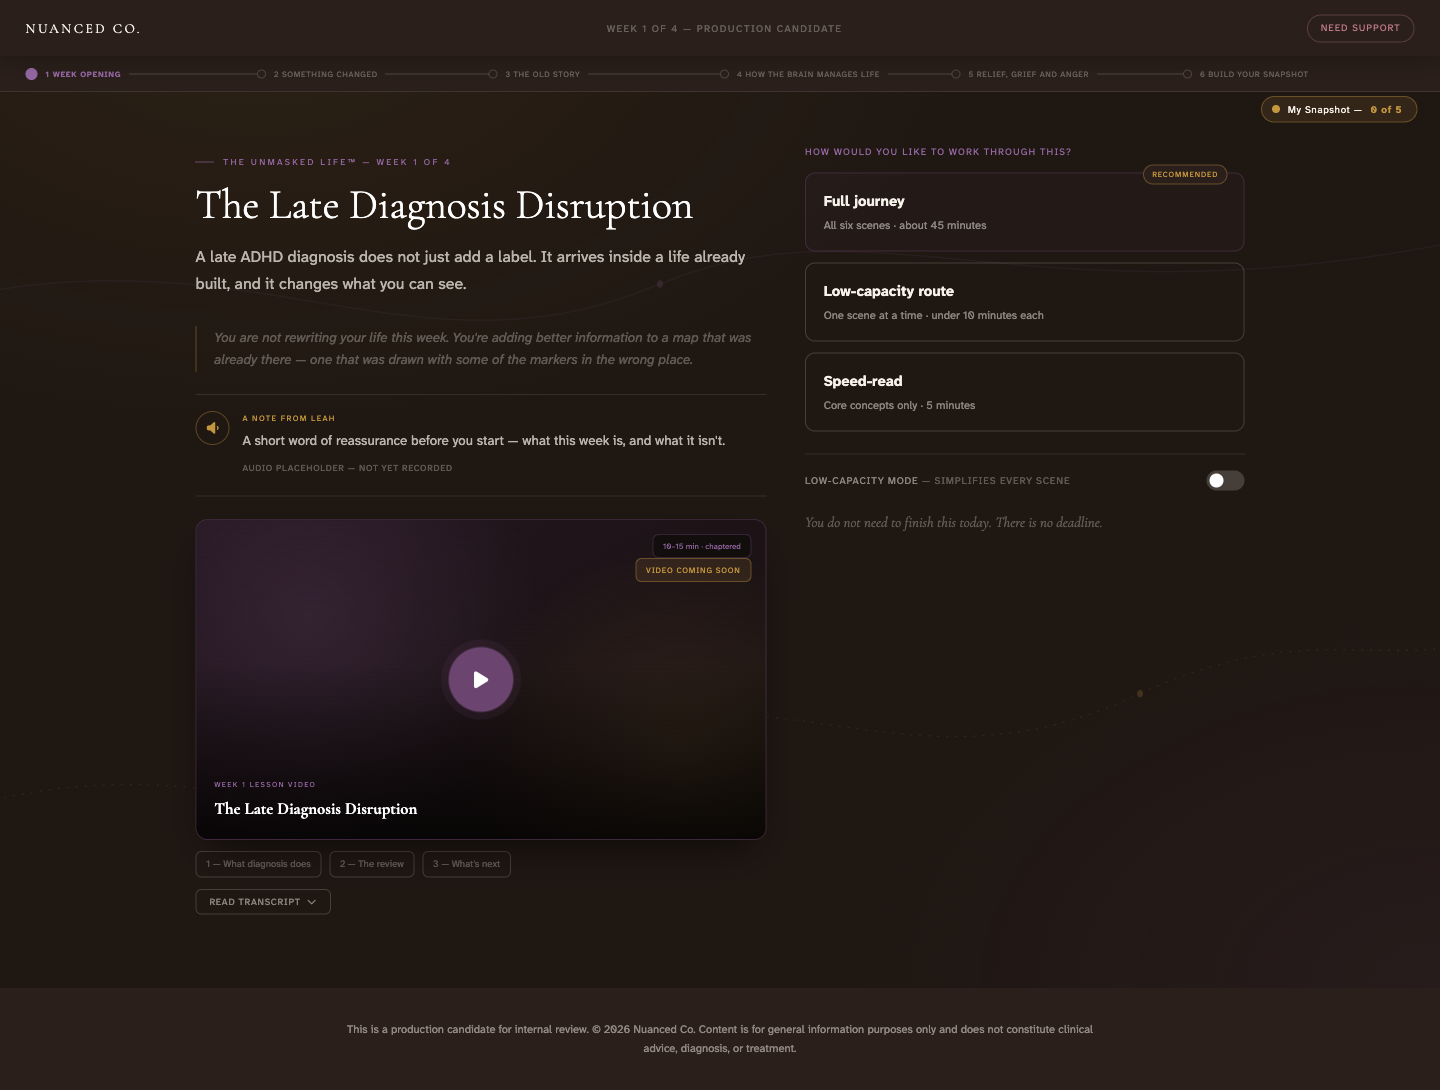 NUANCED CO.
WEEK 1 OF 4 — PRODUCTION CANDIDATE
NEED SUPPORT
1 WEEK OPENING
2 SOMETHING CHANGED
3 THE OLD STORY
4 HOW THE BRAIN MANAGES LIFE
5 RELIEF, GRIEF AND ANGER
6 BUILD YOUR SNAPSHOT
My Snapshot — 0 of 5
THE UNMASKED LIFE™ — WEEK 1 OF 4
The Late Diagnosis Disruption
A late ADHD diagnosis does not just add a label. It arrives inside a life already
built, and it changes what you can see.
You are not rewriting your life this week. You're adding better information to a map that was
already there — one that was drawn with some of the markers in the wrong place.
A NOTE FROM LEAH
A short word of reassurance before you start — what this week is, and what it isn't.
AUDIO PLACEHOLDER — NOT YET RECORDED
10–15 min · chaptered
VIDEO COMING SOON
WEEK 1 LESSON VIDEO
The Late Diagnosis Disruption
1 — What diagnosis does
2 — The review
3 — What's next
READ TRANSCRIPT
HOW WOULD YOU LIKE TO WORK THROUGH THIS?
RECOMMENDED
Full journey
All six scenes · about 45 minutes
Low-capacity route
One scene at a time · under 10 minutes each
Speed-read
Core concepts only · 5 minutes
LOW-CAPACITY MODE — SIMPLIFIES EVERY SCENE
You do not need to finish this today. There is no deadline.
This is a production candidate for internal review. © 2026 Nuanced Co. Content is for general information purposes only and does not constitute clinical
advice, diagnosis, or treatment.